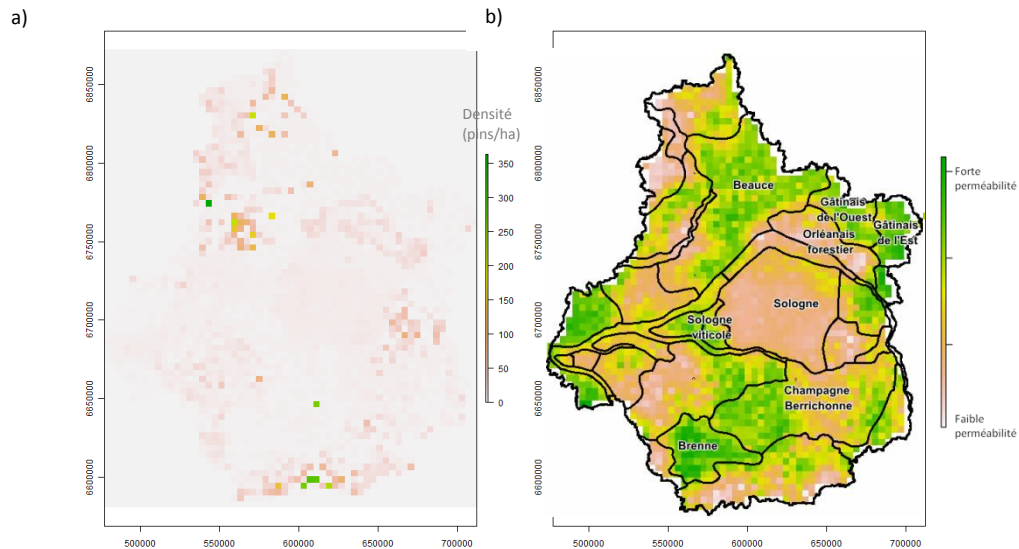 a)
b)
6850000
6800000
6750000
6700000
6650000
6600000
500000
550000
600000
650000
700000
Densité
(pins/ha)
350
300
250
200
150
100
50
0
6850000
6800000
6750000
6700000
6650000
6600000
500000
550000
600000
650000
700000
Beauce
Gâtinais
de l'Ouest
Gâtinais
de l'Est
Orléanais
forestier
Sologne
Sologne
viticole
Champagne
Berrichonne
Brenne
Forte
perméabilité
Faible
perméabilité